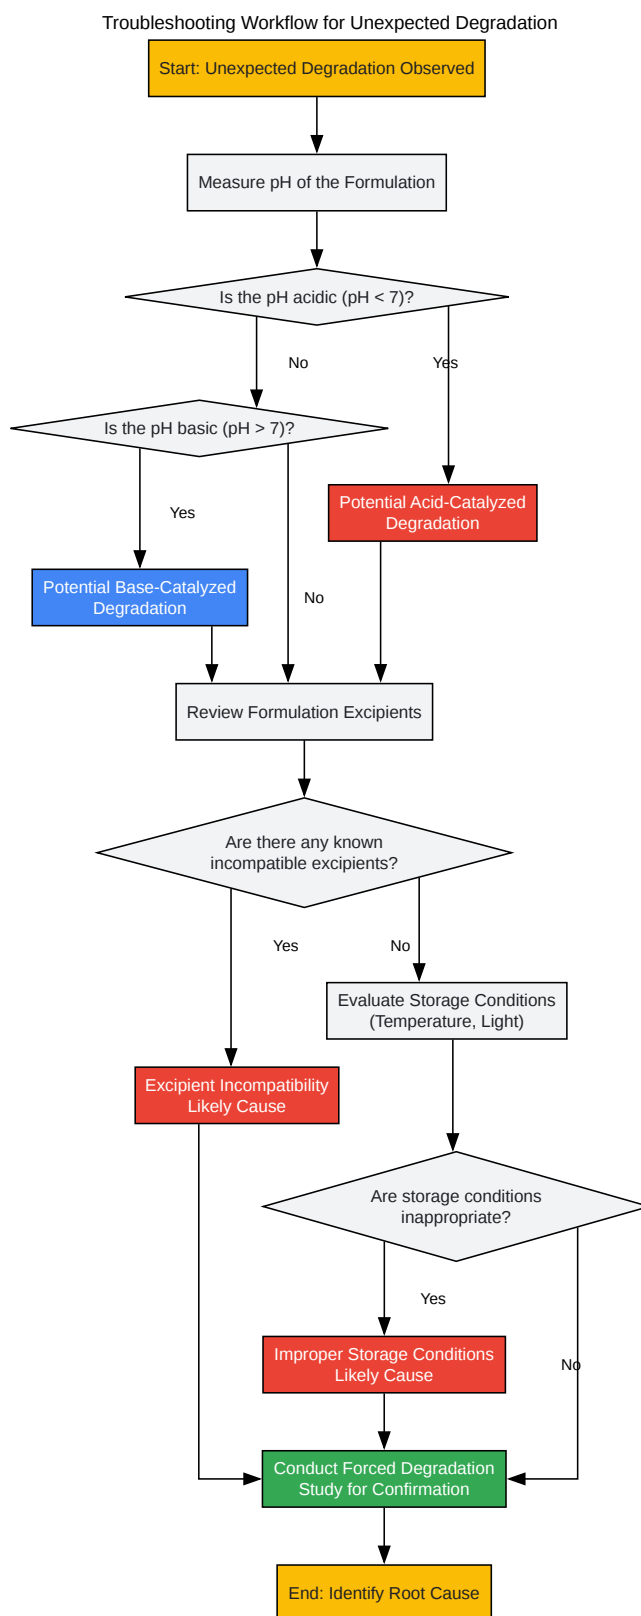 Troubleshooting Workflow for Unexpected Degradation
Start: Unexpected Degradation Observed
Measure pH of the Formulation
Is the pH acidic (pH < 7)?
No
Yes
Is the pH basic (pH > 7)?
Potential Acid-Catalyzed
Degradation
Yes
Potential Base-Catalyzed
Degradation
No
Review Formulation Excipients
Are there any known
incompatible excipients?
Yes
No
Evaluate Storage Conditions
(Temperature, Light)
Excipient Incompatibility
Likely Cause
Are storage conditions
inappropriate?
Yes
Improper Storage Conditions
Likely Cause
No
Conduct Forced Degradation
Study for Confirmation
End: Identify Root Cause